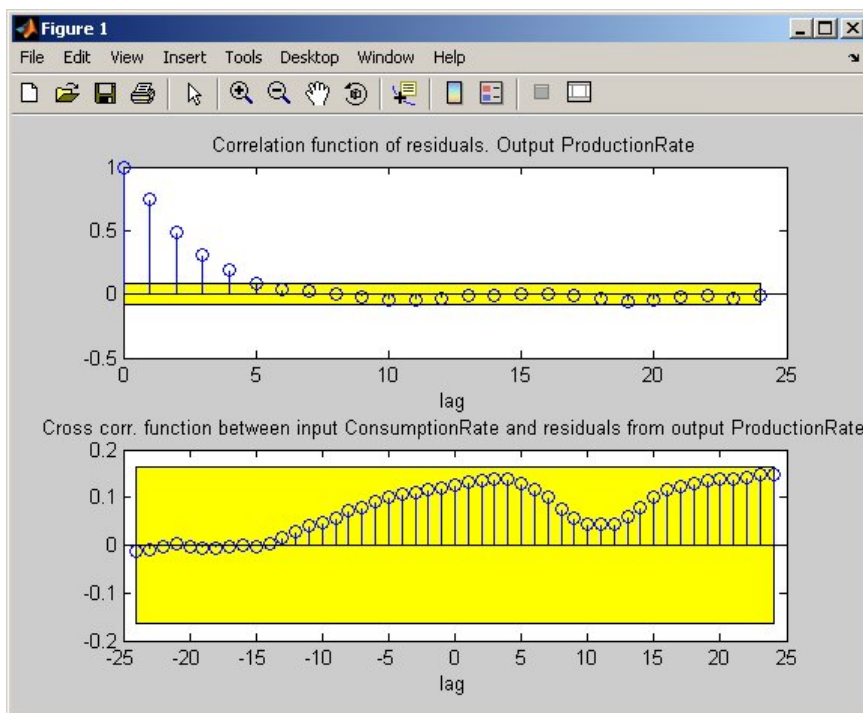 Figure 1
File Edit View Insert Tools Desktop Window Help
Correlation function of residuals. Output ProductionRate
1
0.5
0
-0.5
0 5 10 15 20 25
lag
Cross corr. function between input ConsumptionRate and residuals from output ProductionRate
0.2
0.1
0
-0.1
-0.2
-25 -20 -15 -10 -5 0 5 10 15 20 25
lag